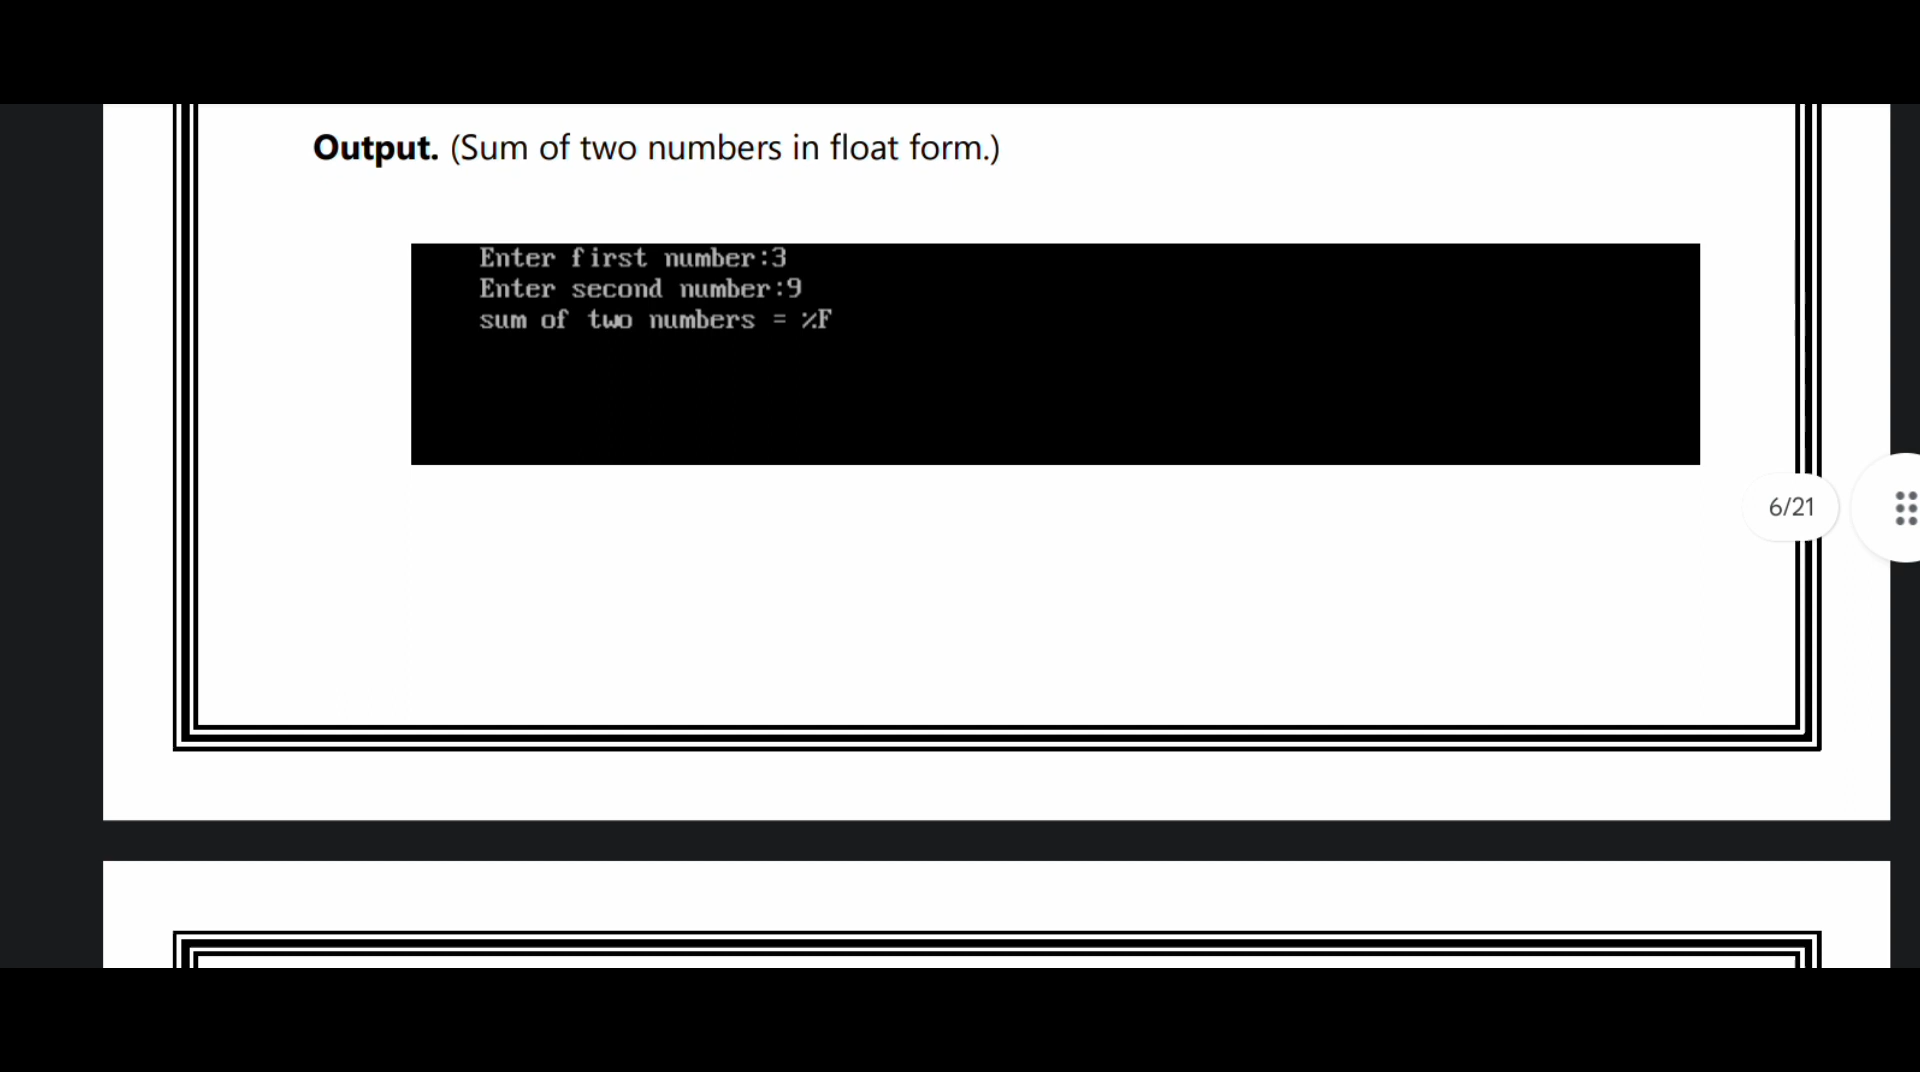 Output. (Sum of two numbers in float form.)
Enter first number:3
Enter second number:9
sum of two numbers = %F
6/21